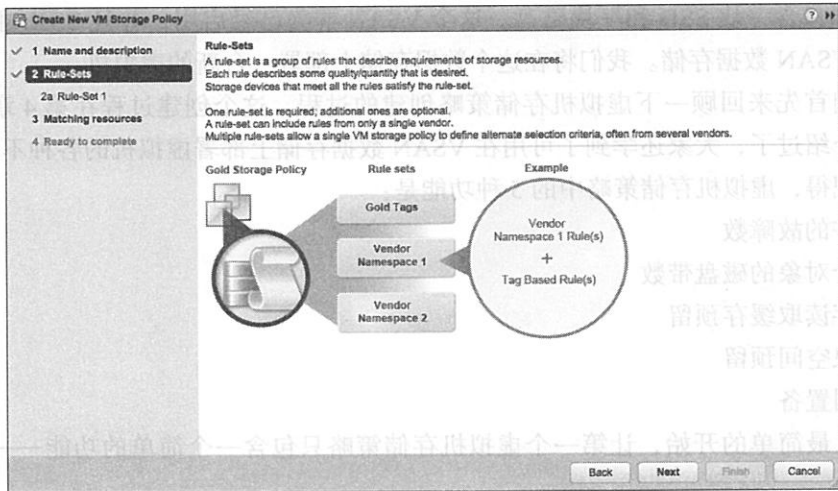 Create New VM Storage Policy
1 Name and description
2 Rule-Sets
2a Rule-Set 1
3 Matching resources
4 Ready to complete
Rule-Sets
A rule-set is a group of rules that describe requirements of storage resources.
Each rule describes some quality/quantity that is desired.
Storage devices that meet all the rules satisfy the rule-set.
One rule-set is required; additional ones are optional.
A rule-set can include rules from only a single vendor.
Multiple rule-sets allow a single VM storage policy to define alternate selection criteria, often from several vendors.
Gold Storage Policy
Rule sets
Example
Gold Tags
Vendor
Namespace 1
Vendor
Namespace 2
Vendor
Namespace 1 Rule(s)
+
Tag Based Rule(s)
Back
Next
Finish
Cancel